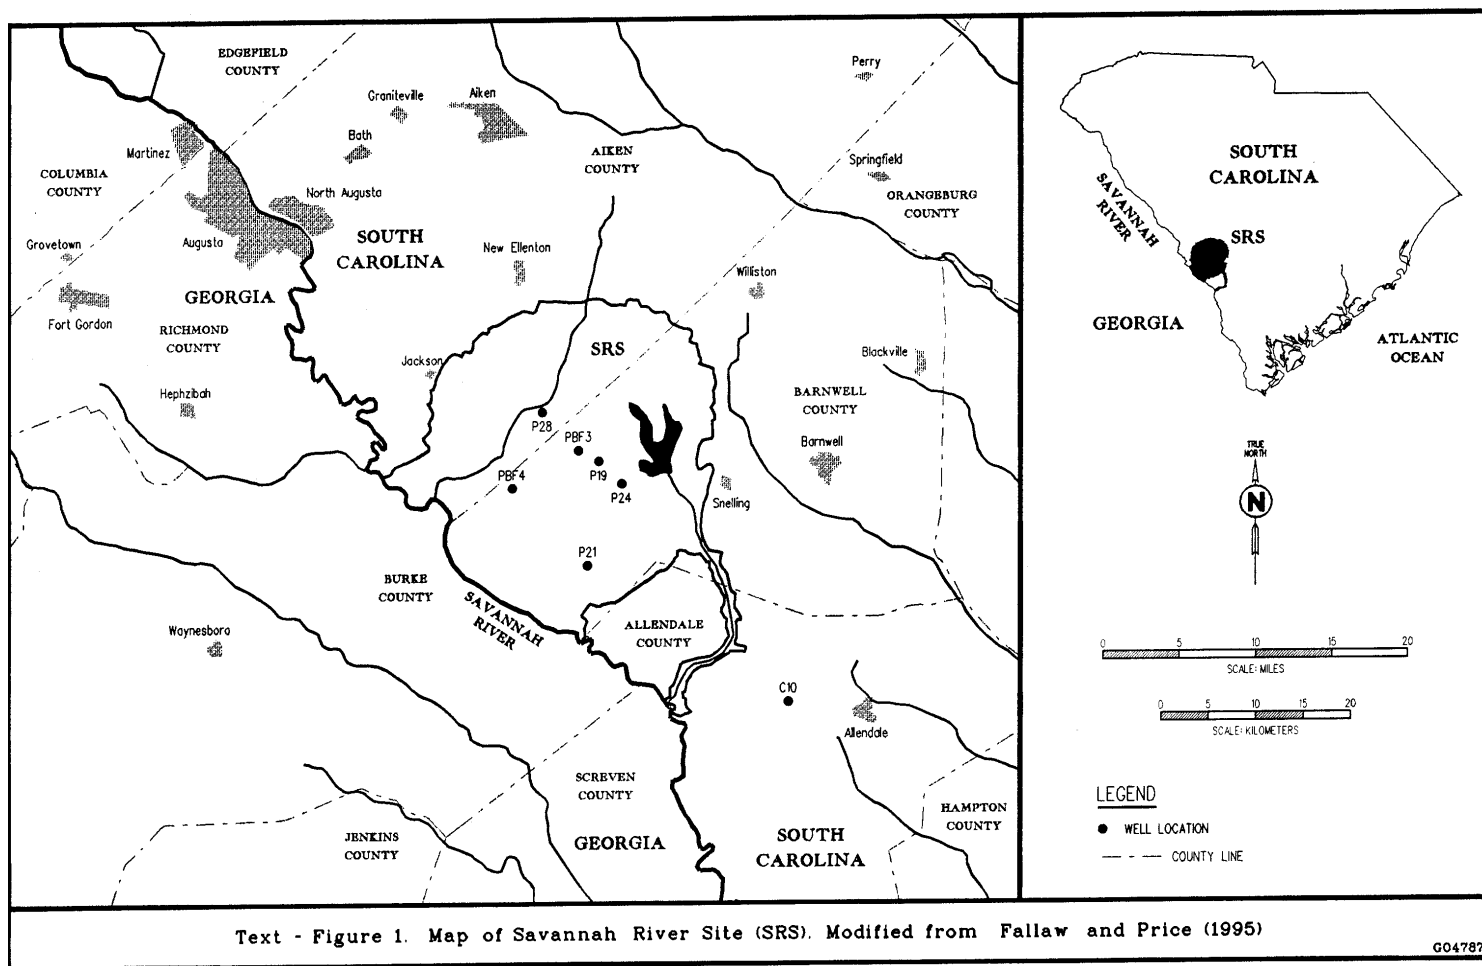 EDGEFIELD
COUNTY
Perry
Graniteville
Aiken
Bath
Martinez
AIKEN
COUNTY
Springfield
COLUMBIA
COUNTY
North Augusta
ORANGEBURG
COUNTY
Grovetown
Augusta
SOUTH
CAROLINA
New Ellenton
Williston
GEORGIA
Fort Gordon
RICHMOND
COUNTY
SRS
Jackson
Blackville
Hephzibah
BARNWELL
COUNTY
P28
PBF3
Barnwell
PBF4
P19
P24
Snelling
P21
BURKE
COUNTY
SAVANNAH
RIVER
ALLENDALE
COUNTY
Waynesboro
C10
Allendale
SCREVEN
COUNTY
HAMPTON
COUNTY
JENKINS
COUNTY
GEORGIA
SOUTH
CAROLINA
SOUTH
CAROLINA
SAVANNAH
RIVER
SRS
GEORGIA
ATLANTIC
OCEAN
TRUE
NORTH
N
0 5 10 15 20
SCALE: MILES
0 5 10 15 20
SCALE: KILOMETERS
LEGEND
WELL LOCATION
COUNTY LINE
Text - Figure 1. Map of Savannah River Site (SRS). Modified from Fallaw and Price (1995)
G04787